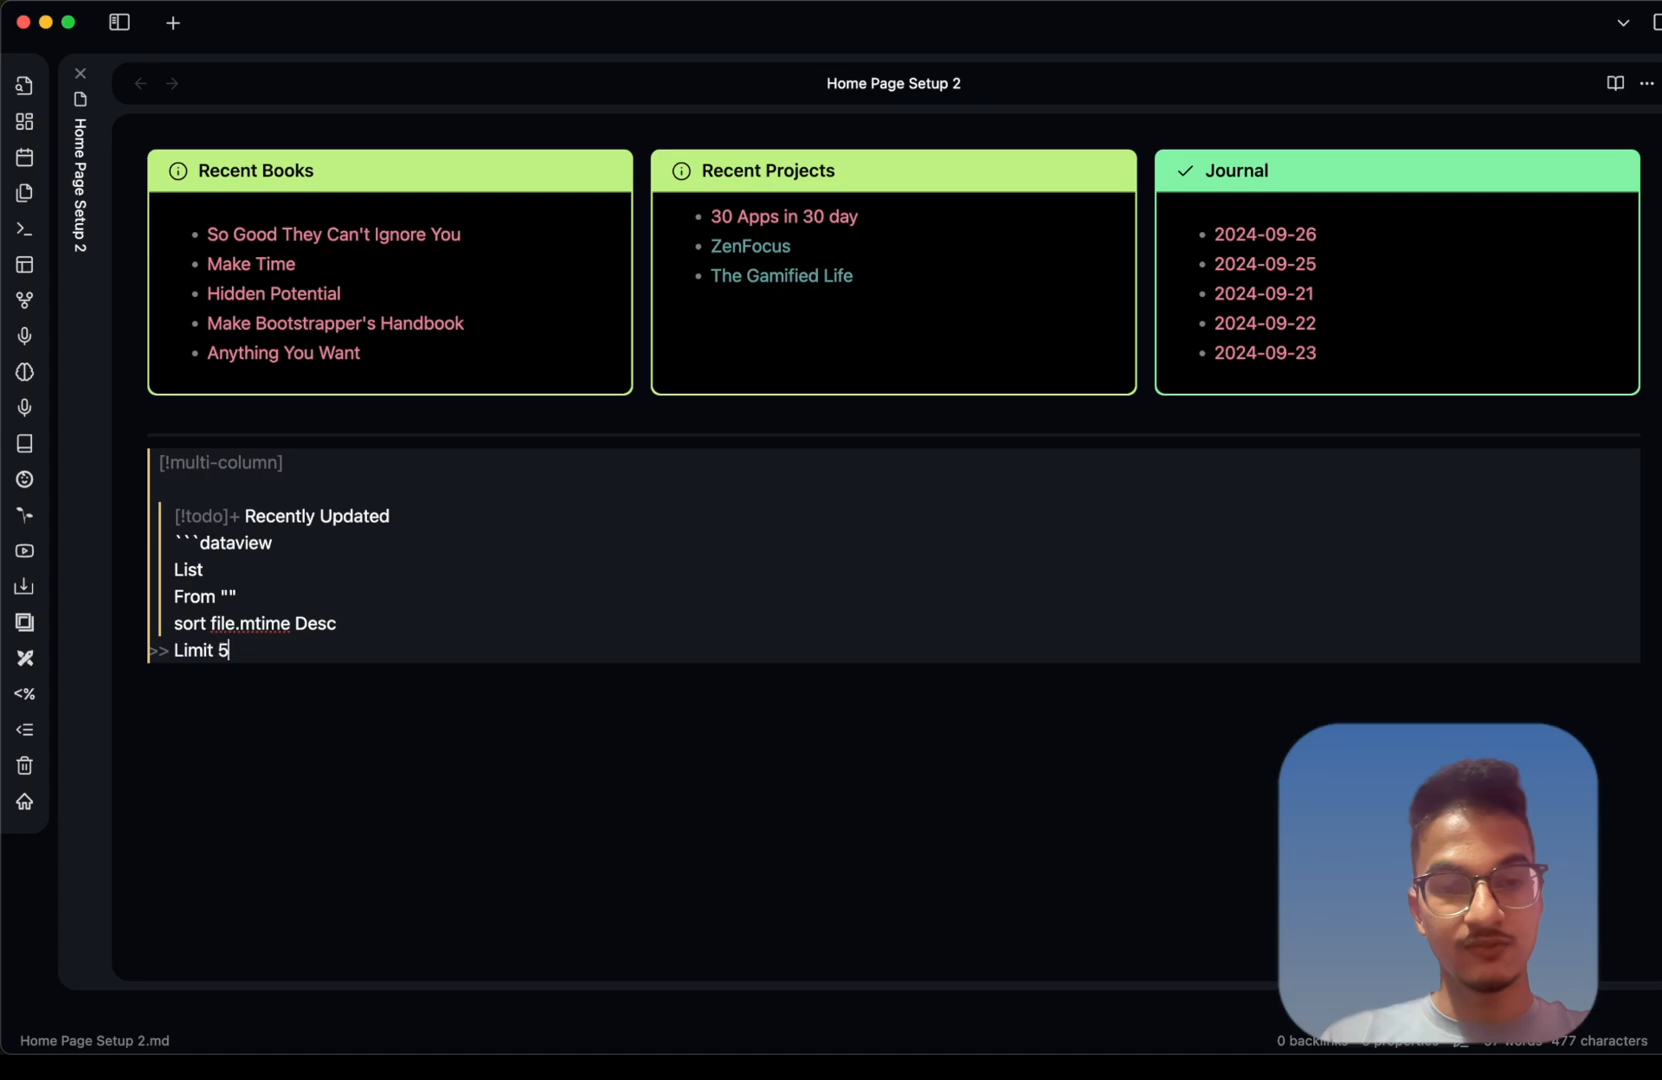 Home Page Setup 2
Home Page Setup 2
Recent Books
So Good They Can't Ignore You
Make Time
Hidden Potential
Make Bootstrapper's Handbook
Anything You Want
Recent Projects
30 Apps in 30 day
ZenFocus
The Gamified Life
Journal
2024-09-26
2024-09-25
2024-09-21
2024-09-22
2024-09-23
[!multi-column]
[!todo]+ Recently Updated
```dataview
List
From ""
sort file.mtime Desc
>> Limit 5
<%
Home Page Setup 2.md
0 backlinks
477 characters